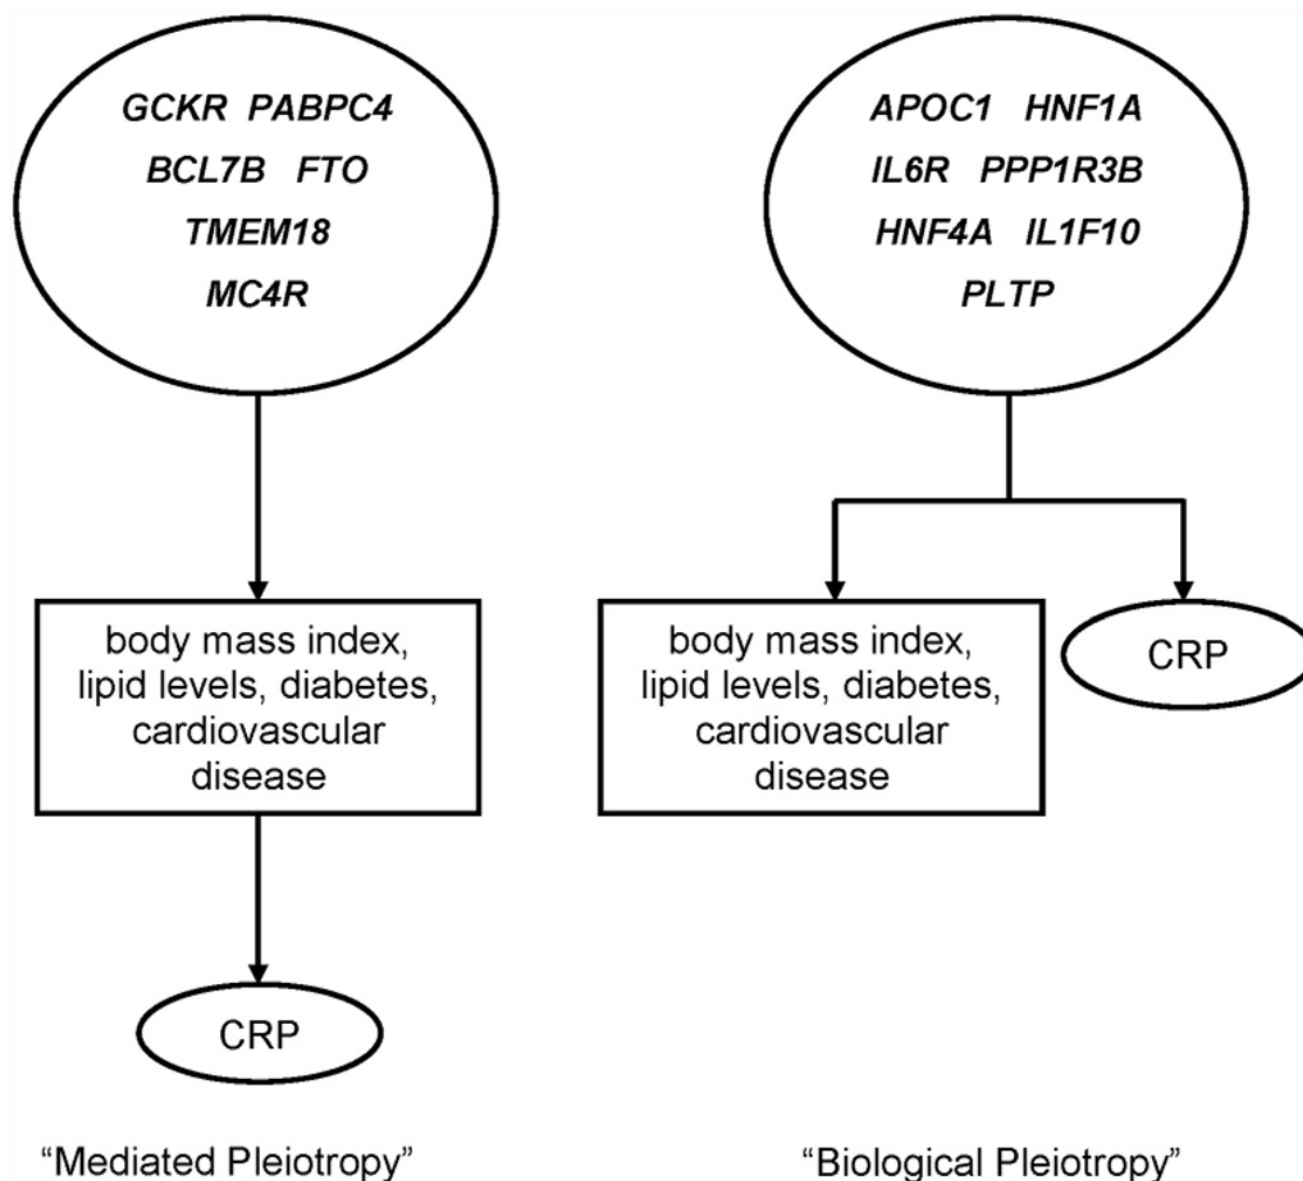 GCKR PABPC4
BCL7B FTO
TMEM18
MC4R
body mass index,
lipid levels, diabetes,
cardiovascular
disease
CRP
“Mediated Pleiotropy”
APOC1 HNF1A
IL6R PPP1R3B
HNF4A IL1F10
PLTP
body mass index,
lipid levels, diabetes,
cardiovascular
disease
CRP
“Biological Pleiotropy”